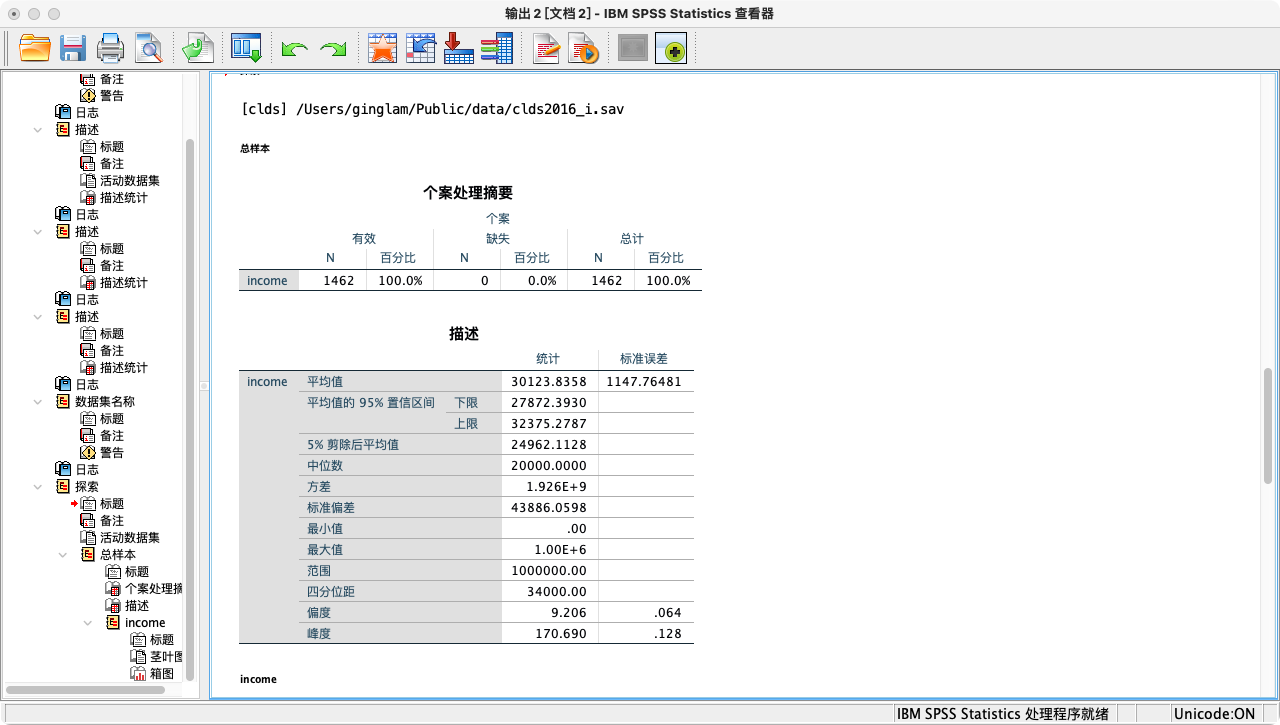 输出2 [文档2] - IBM SPSS Statistics 查看器
备注
警告
日志
描述
标题
备注
活动数据集
描述统计
日志
描述
标题
备注
描述统计
日志
描述
标题
备注
描述统计
日志
数据集名称
标题
备注
警告
日志
探索
标题
备注
活动数据集
总样本
标题
个案处理摘
描述
income
标题
茎叶图
箱图
[clds] /Users/ginglam/Public/data/clds2016_i.sav
总样本
个案处理摘要
个案
有效 缺失 总计
N 百分比 N 百分比 N 百分比
income 1462 100.0% 0 0.0% 1462 100.0%
描述
统计 标准误差
income 平均值 30123.8358 1147.76481
平均值的 95% 置信区间 下限 27872.3930
上限 32375.2787
5% 剪除后平均值 24962.1128
中位数 20000.0000
方差 1.926E+9
标准偏差 43886.0598
最小值 .00
最大值 1.00E+6
范围 1000000.00
四分位距 34000.00
偏度 9.206 .064
峰度 170.690 .128
income
IBM SPSS Statistics 处理程序就绪 Unicode:ON